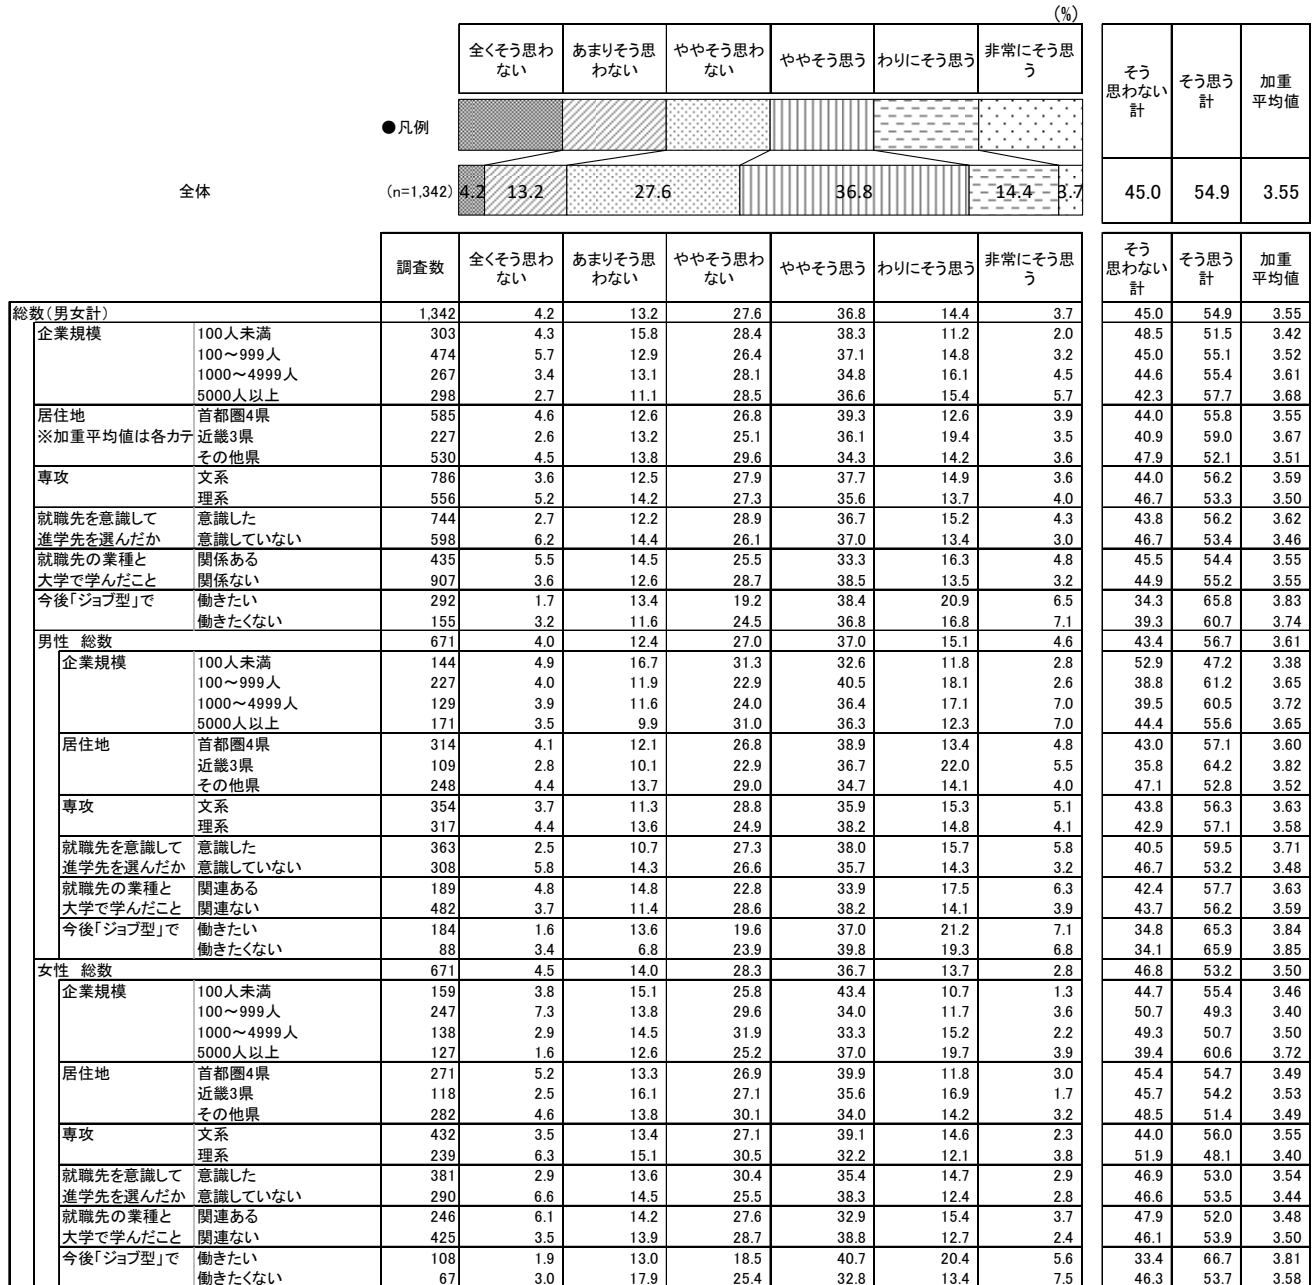 (%)
全くそう思わない あまりそう思わない ややそう思わない ややそう思う わりにそう思う 非常にそう思う そう思わない計 そう思う計 加重平均値
●凡例
全体 (n=1,342) 4.2 13.2 27.6 36.8 14.4 3.7 45.0 54.9 3.55
調査数 全くそう思わない あまりそう思わない ややそう思わない ややそう思う わりにそう思う 非常にそう思う そう思わない計 そう思う計 加重平均値
総数(男女計) 1,342 4.2 13.2 27.6 36.8 14.4 3.7 45.0 54.9 3.55
企業規模 100人未満 303 4.3 15.8 28.4 38.3 11.2 2.0 48.5 51.5 3.42
100～999人 474 5.7 12.9 26.4 37.1 14.8 3.2 45.0 55.1 3.52
1000～4999人 267 3.4 13.1 28.1 34.8 16.1 4.5 44.6 55.4 3.61
5000人以上 298 2.7 11.1 28.5 36.6 15.4 5.7 42.3 57.7 3.68
居住地 首都圏4県 585 4.6 12.6 26.8 39.3 12.6 3.9 44.0 55.8 3.55
※加重平均値は各カテ 近畿3県 227 2.6 13.2 25.1 36.1 19.4 3.5 40.9 59.0 3.67
その他県 530 4.5 13.8 29.6 34.3 14.2 3.6 47.9 52.1 3.51
専攻 文系 786 3.6 12.5 27.9 37.7 14.9 3.6 44.0 56.2 3.59
理系 556 5.2 14.2 27.3 35.6 13.7 4.0 46.7 53.3 3.50
就職先を意識して 意識した 744 2.7 12.2 28.9 36.7 15.2 4.3 43.8 56.2 3.62
進学先を選んだか 意識していない 598 6.2 14.4 26.1 37.0 13.4 3.0 46.7 53.4 3.46
就職先の業種と 関係ある 435 5.5 14.5 25.5 33.3 16.3 4.8 45.5 54.4 3.55
大学で学んだこと 関係ない 907 3.6 12.6 28.7 38.5 13.5 3.2 44.9 55.2 3.55
今後「ジョブ型」で 働きたい 292 1.7 13.4 19.2 38.4 20.9 6.5 34.3 65.8 3.83
働きたくない 155 3.2 11.6 24.5 36.8 16.8 7.1 39.3 60.7 3.74
男性 総数 671 4.0 12.4 27.0 37.0 15.1 4.6 43.4 56.7 3.61
企業規模 100人未満 144 4.9 16.7 31.3 32.6 11.8 2.8 52.9 47.2 3.38
100～999人 227 4.0 11.9 22.9 40.5 18.1 2.6 38.8 61.2 3.65
1000～4999人 129 3.9 11.6 24.0 36.4 17.1 7.0 39.5 60.5 3.72
5000人以上 171 3.5 9.9 31.0 36.3 12.3 7.0 44.4 55.6 3.65
居住地 首都圏4県 314 4.1 12.1 26.8 38.9 13.4 4.8 43.0 57.1 3.60
近畿3県 109 2.8 10.1 22.9 36.7 22.0 5.5 35.8 64.2 3.82
その他県 248 4.4 13.7 29.0 34.7 14.1 4.0 47.1 52.8 3.52
専攻 文系 354 3.7 11.3 28.8 35.9 15.3 5.1 43.8 56.3 3.63
理系 317 4.4 13.6 24.9 38.2 14.8 4.1 42.9 57.1 3.58
就職先を意識して 意識した 363 2.5 10.7 27.3 38.0 15.7 5.8 40.5 59.5 3.71
進学先を選んだか 意識していない 308 5.8 14.3 26.6 35.7 14.3 3.2 46.7 53.2 3.48
就職先の業種と 関連ある 189 4.8 14.8 22.8 33.9 17.5 6.3 42.4 57.7 3.63
大学で学んだこと 関連ない 482 3.7 11.4 28.6 38.2 14.1 3.9 43.7 56.2 3.59
今後「ジョブ型」で 働きたい 184 1.6 13.6 19.6 37.0 21.2 7.1 34.8 65.3 3.84
働きたくない 88 3.4 6.8 23.9 39.8 19.3 6.8 34.1 65.9 3.85
女性 総数 671 4.5 14.0 28.3 36.7 13.7 2.8 46.8 53.2 3.50
企業規模 100人未満 159 3.8 15.1 25.8 43.4 10.7 1.3 44.7 55.4 3.46
100～999人 247 7.3 13.8 29.6 34.0 11.7 3.6 50.7 49.3 3.40
1000～4999人 138 2.9 14.5 31.9 33.3 15.2 2.2 49.3 50.7 3.50
5000人以上 127 1.6 12.6 25.2 37.0 19.7 3.9 39.4 60.6 3.72
居住地 首都圏4県 271 5.2 13.3 26.9 39.9 11.8 3.0 45.4 54.7 3.49
近畿3県 118 2.5 16.1 27.1 35.6 16.9 1.7 45.7 54.2 3.53
その他県 282 4.6 13.8 30.1 34.0 14.2 3.2 48.5 51.4 3.49
専攻 文系 432 3.5 13.4 27.1 39.1 14.6 2.3 44.0 56.0 3.55
理系 239 6.3 15.1 30.5 32.2 12.1 3.8 51.9 48.1 3.40
就職先を意識して 意識した 381 2.9 13.6 30.4 35.4 14.7 2.9 46.9 53.0 3.54
進学先を選んだか 意識していない 290 6.6 14.5 25.5 38.3 12.4 2.8 46.6 53.5 3.44
就職先の業種と 関連ある 246 6.1 14.2 27.6 32.9 15.4 3.7 47.9 52.0 3.48
大学で学んだこと 関連ない 425 3.5 13.9 28.7 38.8 12.7 2.4 46.1 53.9 3.50
今後「ジョブ型」で 働きたい 108 1.9 13.0 18.5 40.7 20.4 5.6 33.4 66.7 3.81
働きたくない 67 3.0 17.9 25.4 32.8 13.4 7.5 46.3 53.7 3.58